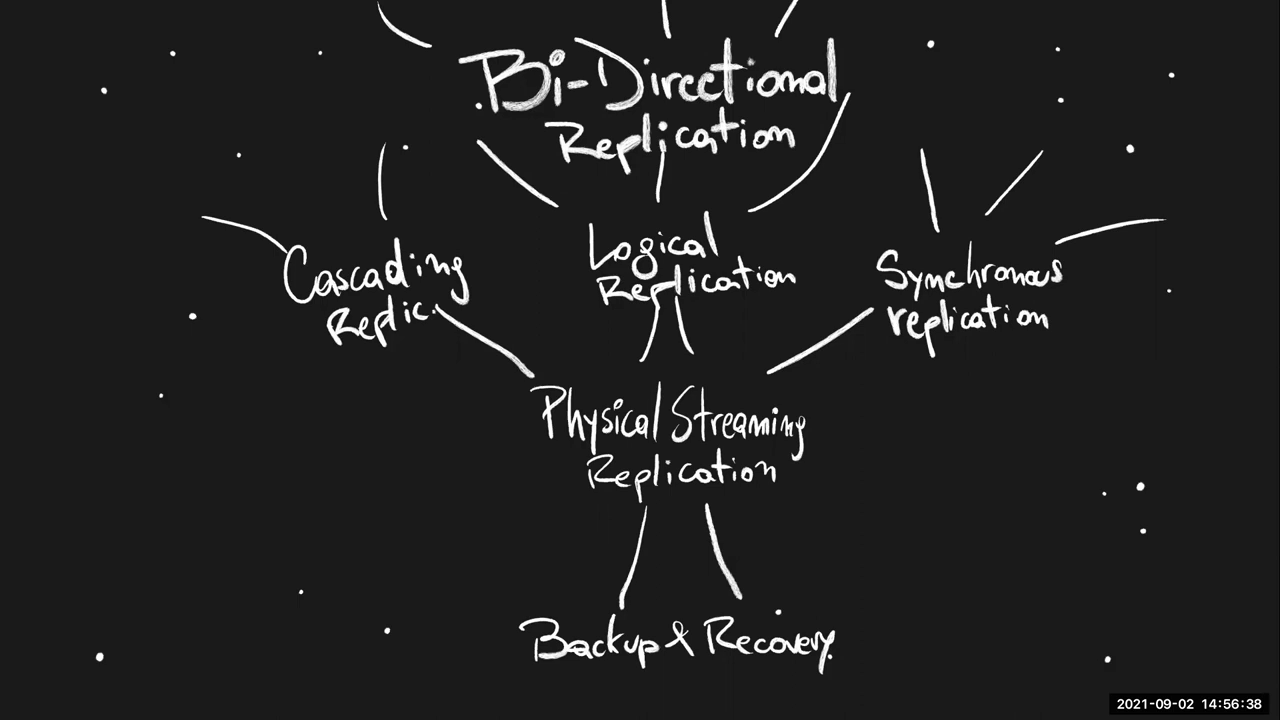 Bi-Directional
Replication
Cascading
Replic.
Logical
Replication
Synchronous
replication
Physical Streaming
Replication
Backup & Recovery.
2021-09-02 14:56:38